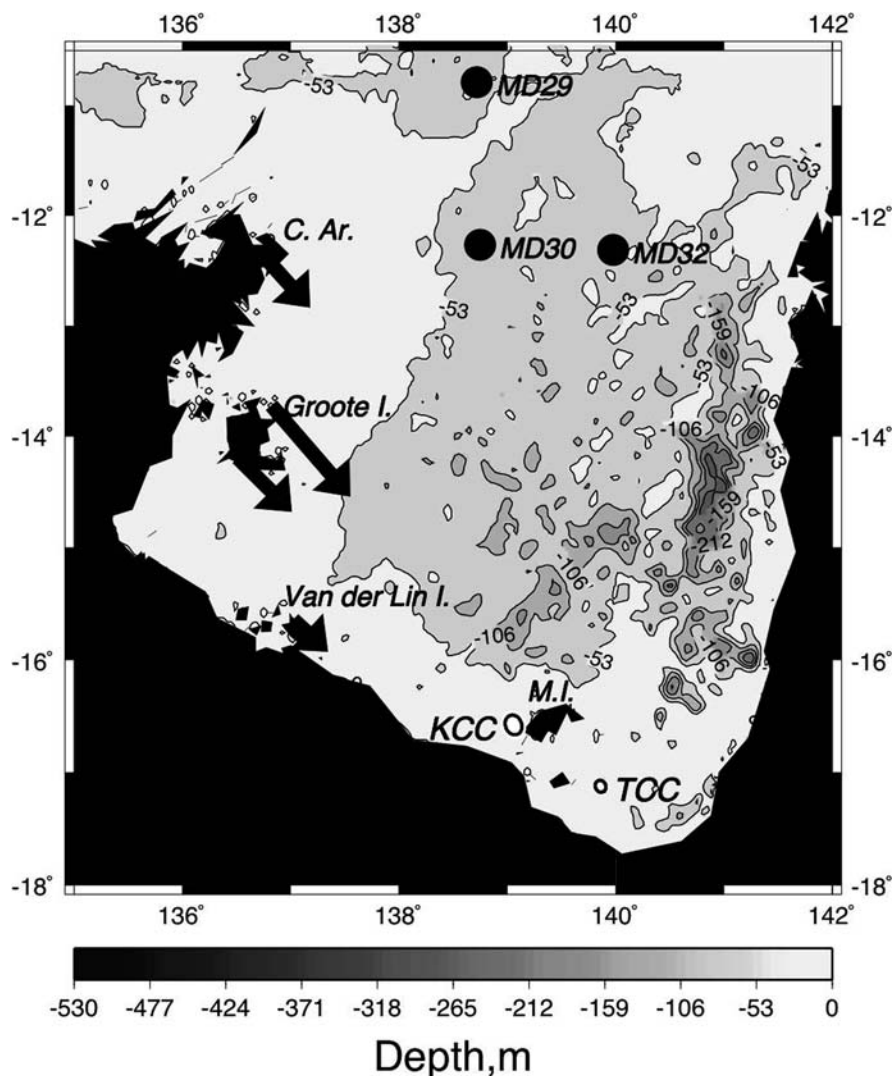 136° 138° 140° 142°
-53
MD29
-53
-12° -12°
C. Ar.
MD30 MD32
-53 -53
-159
-53
-106
Groote I.
-106
-14° -14°
-53
-159
-212
-106
Van der Lin I.
-106 -106
-53
-16° -16°
M.I.
KCC
TCC
-18° -18°
136° 138° 140° 142°
-530 -477 -424 -371 -318 -265 -212 -159 -106 -53 0
Depth,m